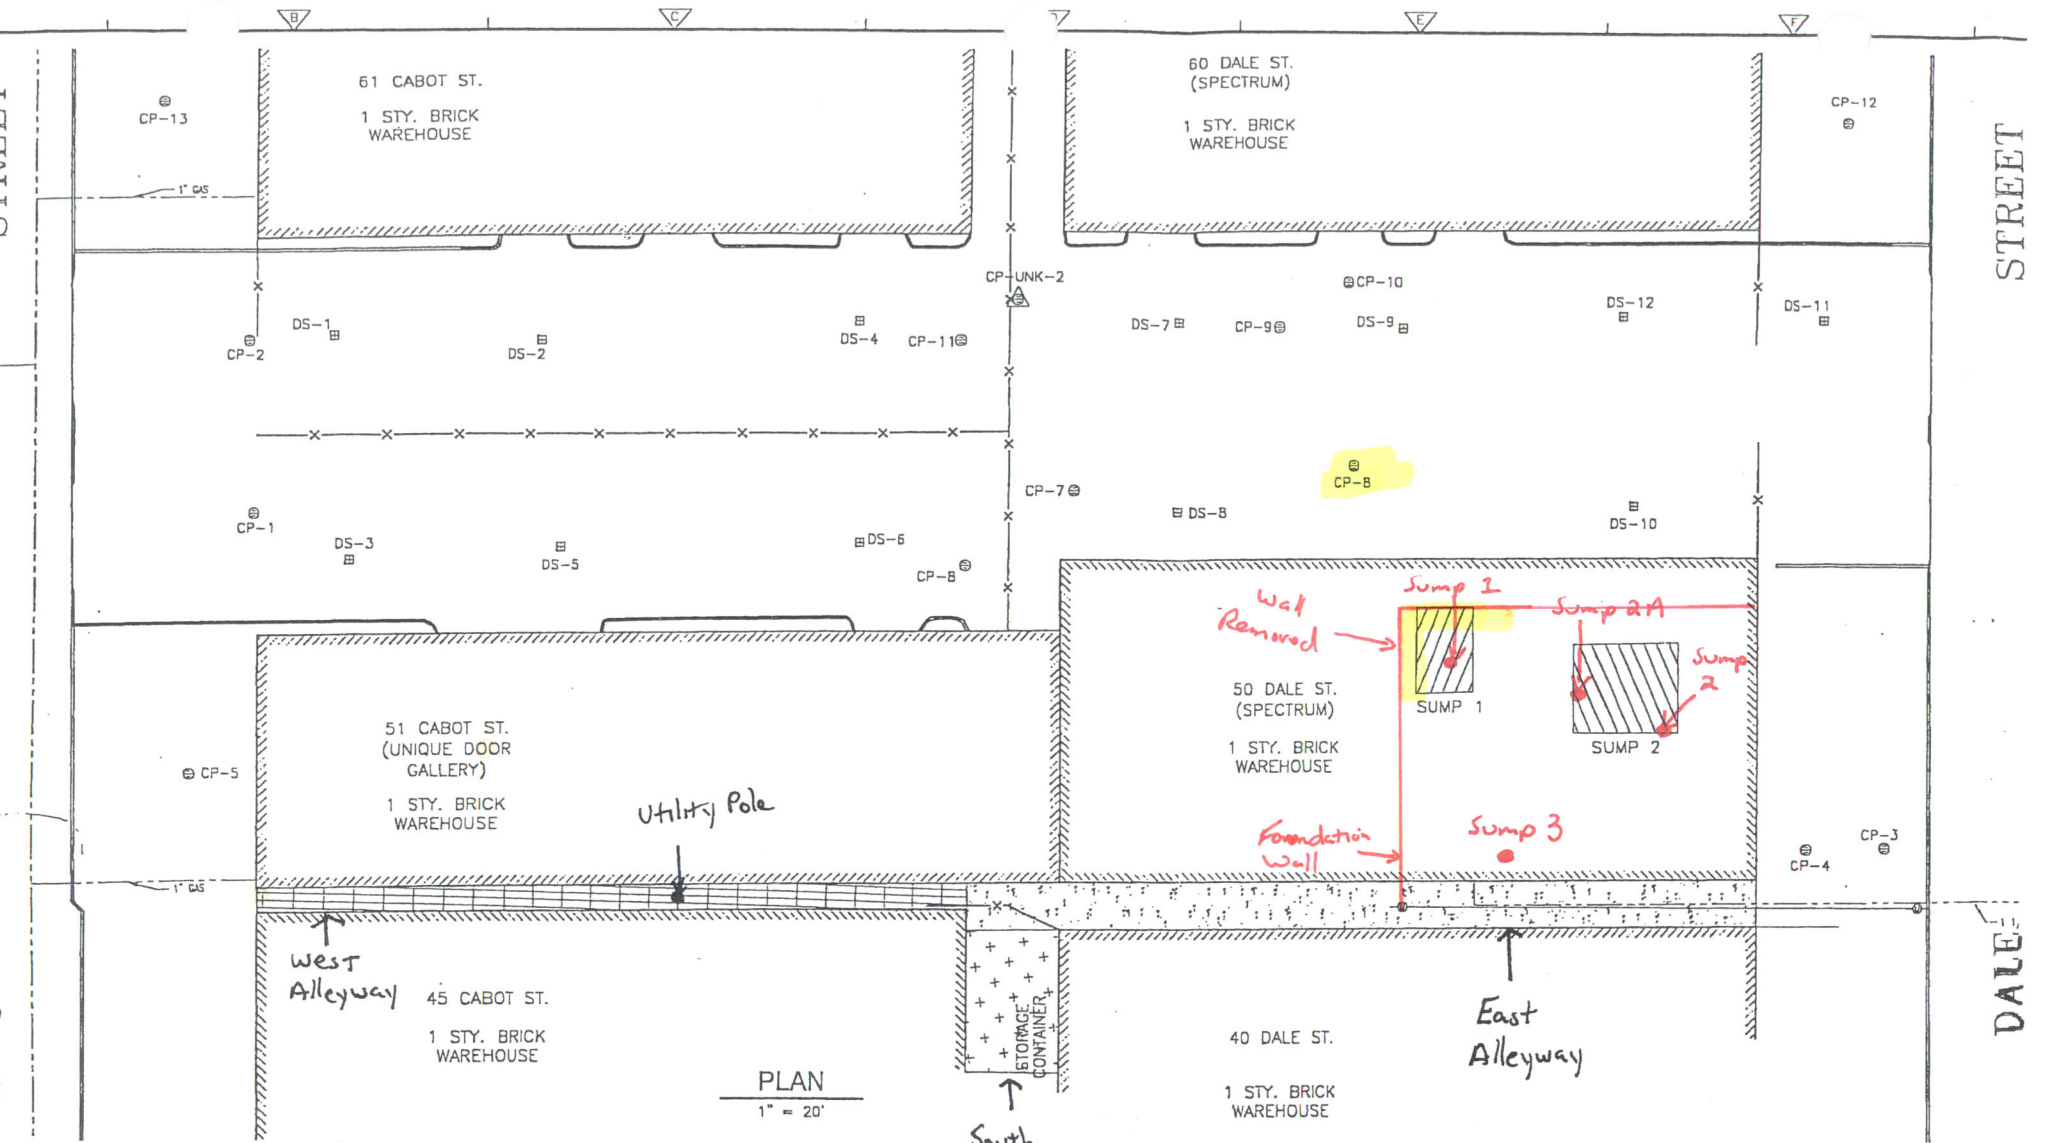 B
C
E
F
61 CABOT ST.
1 STY. BRICK
WAREHOUSE
60 DALE ST.
(SPECTRUM)
1 STY. BRICK
WAREHOUSE
CP-13
CP-12
STREET
1" GAS
CP-UNK-2
CP-10
DS-12
DS-11
DS-1
CP-2
DS-2
DS-4
CP-11
DS-7
CP-9
DS-9
CP-7
CP-8
DS-8
DS-10
CP-1
DS-3
DS-5
DS-6
CP-8
Wall
Removed
Sump 1
Sump 2A
Sump
2
SUMP 1
SUMP 2
50 DALE ST.
(SPECTRUM)
1 STY. BRICK
WAREHOUSE
51 CABOT ST.
(UNIQUE DOOR
GALLERY)
1 STY. BRICK
WAREHOUSE
CP-5
Utility Pole
Foundation
Wall
Sump 3
CP-3
CP-4
1" GAS
West
Alleyway
45 CABOT ST.
1 STY. BRICK
WAREHOUSE
STORAGE
CONTAINER
East
Alleyway
40 DALE ST.
1 STY. BRICK
WAREHOUSE
DALE
PLAN
1" = 20'
South